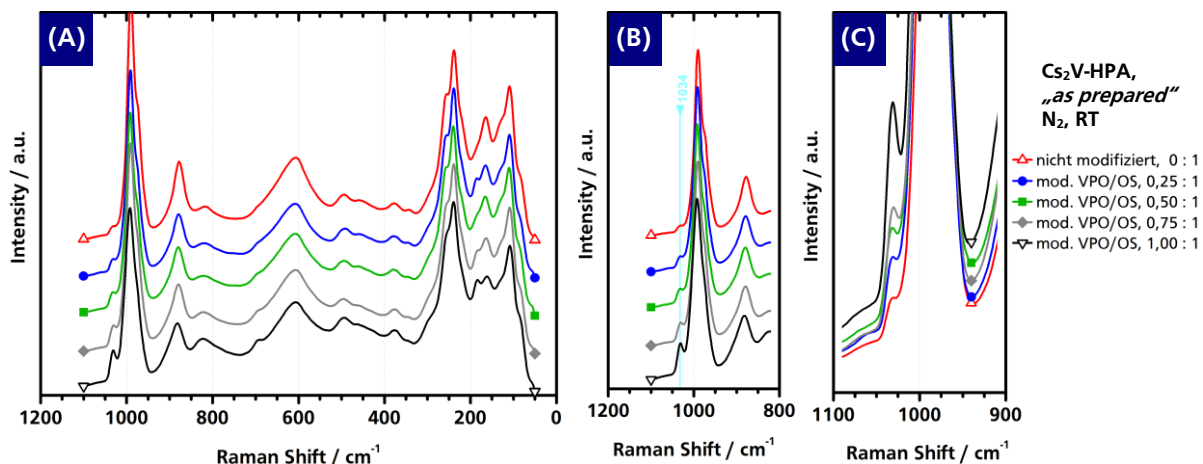 (A)
(B)
(C)
Intensity / a.u.
1200 1000 800 600 400 200 0
Raman Shift / cm-1
Intensity / a.u.
1034
1200 1000 800
Raman Shift / cm-1
Intensity / a.u.
1100 1000 900
Raman Shift / cm-1
Cs2V-HPA,
„as prepared“
N2, RT
nicht modifiziert, 0 : 1
mod. VPO/OS, 0,25 : 1
mod. VPO/OS, 0,50 : 1
mod. VPO/OS, 0,75 : 1
mod. VPO/OS, 1,00 : 1